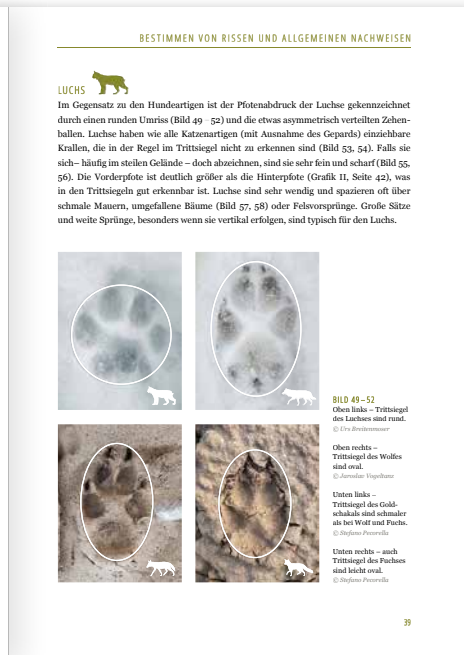 BESTIMMEN VON RISSEN UND ALLGEMEINEN NACHWEISEN
LUCHS
Im Gegensatz zu den Hundeartigen ist der Pfotenabdruck der Luchse gekennzeichnet
durch einen runden Umriss (Bild 49 – 52) und die etwas asymmetrisch verteilten Zehen-
ballen. Luchse haben wie alle Katzenartigen (mit Ausnahme des Gepards) einziehbare
Krallen, die in der Regel im Trittsiegel nicht zu erkennen sind (Bild 53, 54). Falls sie
sich– häufig im steilen Gelände – doch abzeichnen, sind sie sehr fein und scharf (Bild 55,
56). Die Vorderpfote ist deutlich größer als die Hinterpfote (Grafik II, Seite 42), was
in den Trittsiegeln gut erkennbar ist. Luchse sind sehr wendig und spazieren oft über
schmale Mauern, umgefallene Bäume (Bild 57, 58) oder Felsvorsprünge. Große Sätze
und weite Sprünge, besonders wenn sie vertikal erfolgen, sind typisch für den Luchs.
BILD 49–52
Oben links – Trittsiegel
des Luchses sind rund.
© Urs Breitenmoser
Oben rechts –
Trittsiegel des Wolfes
sind oval.
© Jaroslav Vogeltanz
Unten links –
Trittsiegel des Gold-
schakals sind schmaler
als bei Wolf und Fuchs.
© Stefano Pecorella
Unten rechts – auch
Trittsiegel des Fuchses
sind leicht oval.
© Stefano Pecorella
39